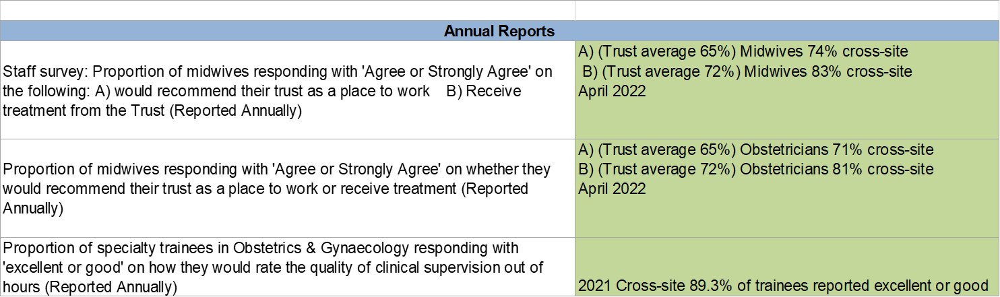 Annual Reports
Staff survey: Proportion of midwives responding with 'Agree or Strongly Agree' on
the following: A) would recommend their trust as a place to work    B) Receive
treatment from the Trust (Reported Annually)
A) (Trust average 65%) Midwives 74% cross-site
B) (Trust average 72%) Midwives 83% cross-site
April 2022
Proportion of midwives responding with 'Agree or Strongly Agree' on whether they
would recommend their trust as a place to work or receive treatment (Reported
Annually)
A) (Trust average 65%) Obstetricians 71% cross-site
B) (Trust average 72%) Obstetricians 81% cross-site
April 2022
Proportion of specialty trainees in Obstetrics & Gynaecology responding with
'excellent or good' on how they would rate the quality of clinical supervision out of
hours (Reported Annually)
2021 Cross-site 89.3% of trainees reported excellent or good